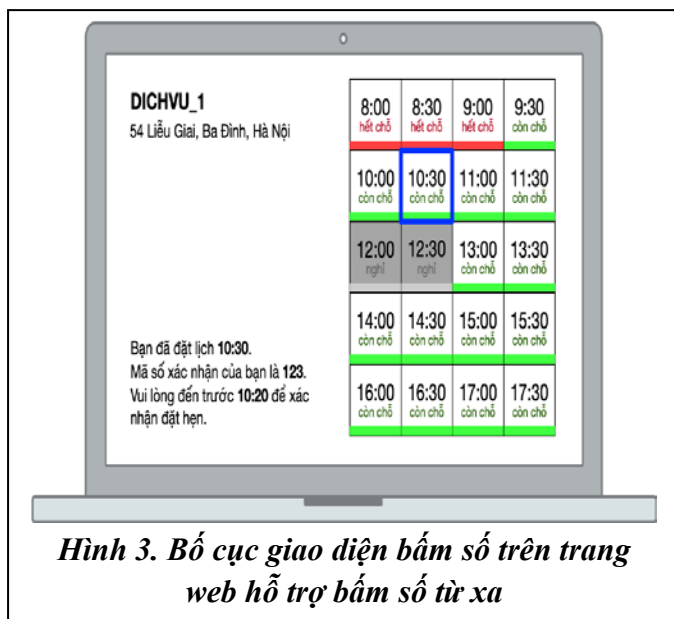 DICHVU_1
54 Liễu Giai, Ba Đình, Hà Nội
8:00 8:30 9:00 9:30
hết chỗ hết chỗ hết chỗ còn chỗ
10:00 10:30 11:00 11:30
còn chỗ còn chỗ còn chỗ còn chỗ
12:00 12:30 13:00 13:30
nghỉ nghỉ còn chỗ còn chỗ
14:00 14:30 15:00 15:30
còn chỗ còn chỗ còn chỗ còn chỗ
16:00 16:30 17:00 17:30
còn chỗ còn chỗ còn chỗ còn chỗ
Bạn đã đặt lịch 10:30.
Mã số xác nhận của bạn là 123.
Vui lòng đến trước 10:20 để xác
nhận đặt hẹn.
Hình 3. Bố cục giao diện bấm số trên trang
web hỗ trợ bấm số từ xa